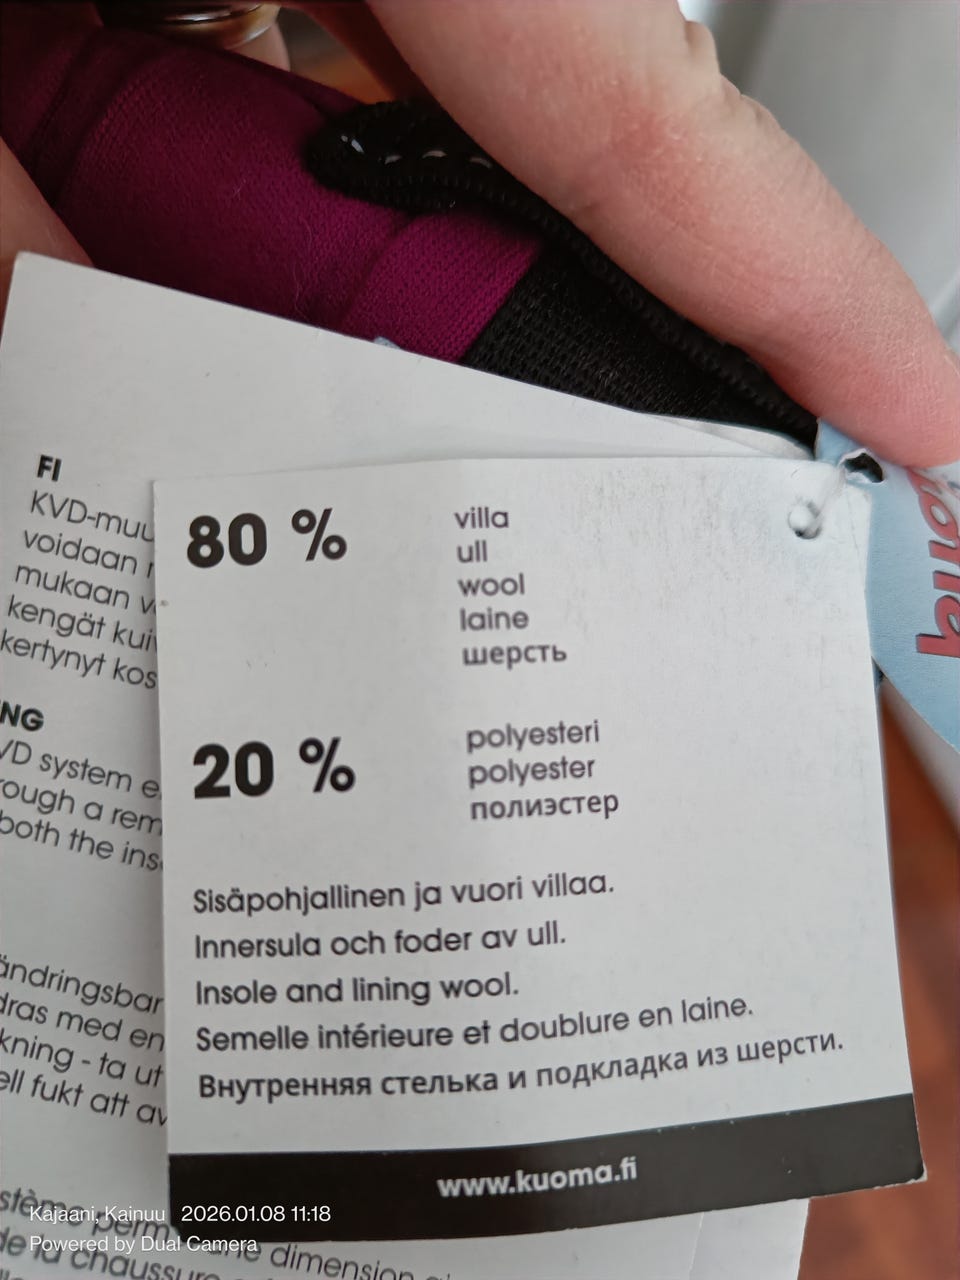 FI
KVD-muu
voidaan
mukaan
kengät kui
kertynyt kos
NG
VD system e
rough a rem
both the ins
ändringsbar
dras med en
kning - ta ut
ell fukt att av
80 %
villa
ull
wool
laine
шерсть
20 %
polyesteri
polyester
полиэстер
Sisäpohjallinen ja vuori villaa.
Innersula och foder av ull.
Insole and lining wool.
Semelle intérieure et doublure en laine.
Внутренняя стелька и подкладка из шерсти.
www.kuoma.fi
dimension
de la chaussure
Kajaani, Kainuu 2026.01.08 11:18
Powered by Dual Camera